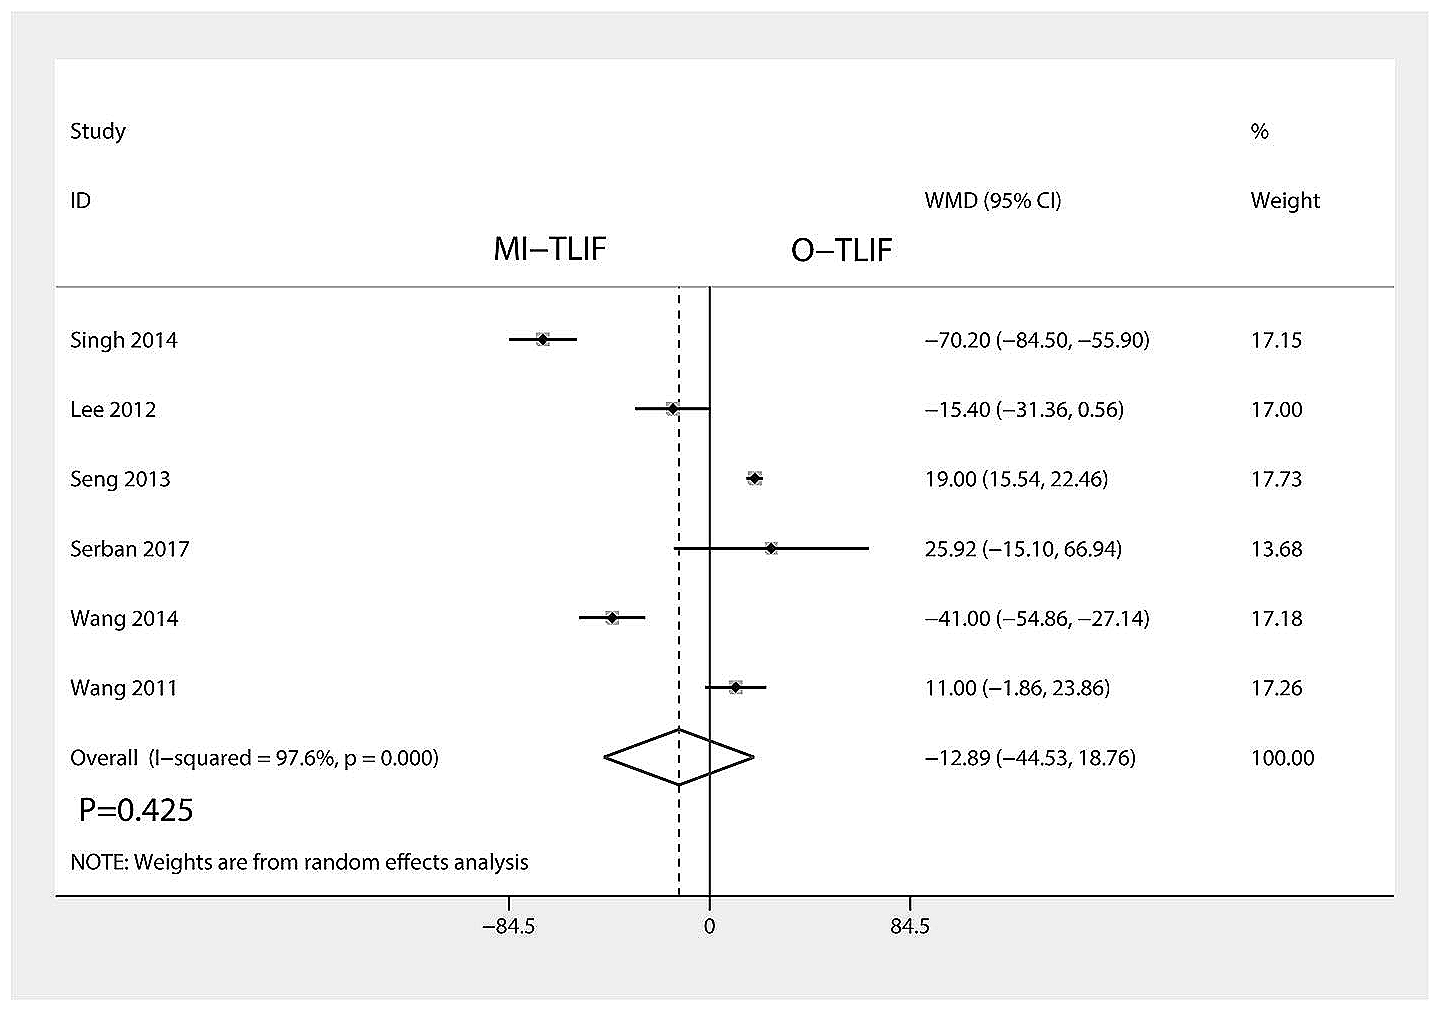 Study %
ID WMD (95% CI) Weight
MI−TLIF O−TLIF
Singh 2014 −70.20 (−84.50, −55.90) 17.15
Lee 2012 −15.40 (−31.36, 0.56) 17.00
Seng 2013 19.00 (15.54, 22.46) 17.73
Serban 2017 25.92 (−15.10, 66.94) 13.68
Wang 2014 −41.00 (−54.86, −27.14) 17.18
Wang 2011 11.00 (−1.86, 23.86) 17.26
Overall (I−squared = 97.6%, p = 0.000) −12.89 (−44.53, 18.76) 100.00
P=0.425
NOTE: Weights are from random effects analysis
−84.5 0 84.5